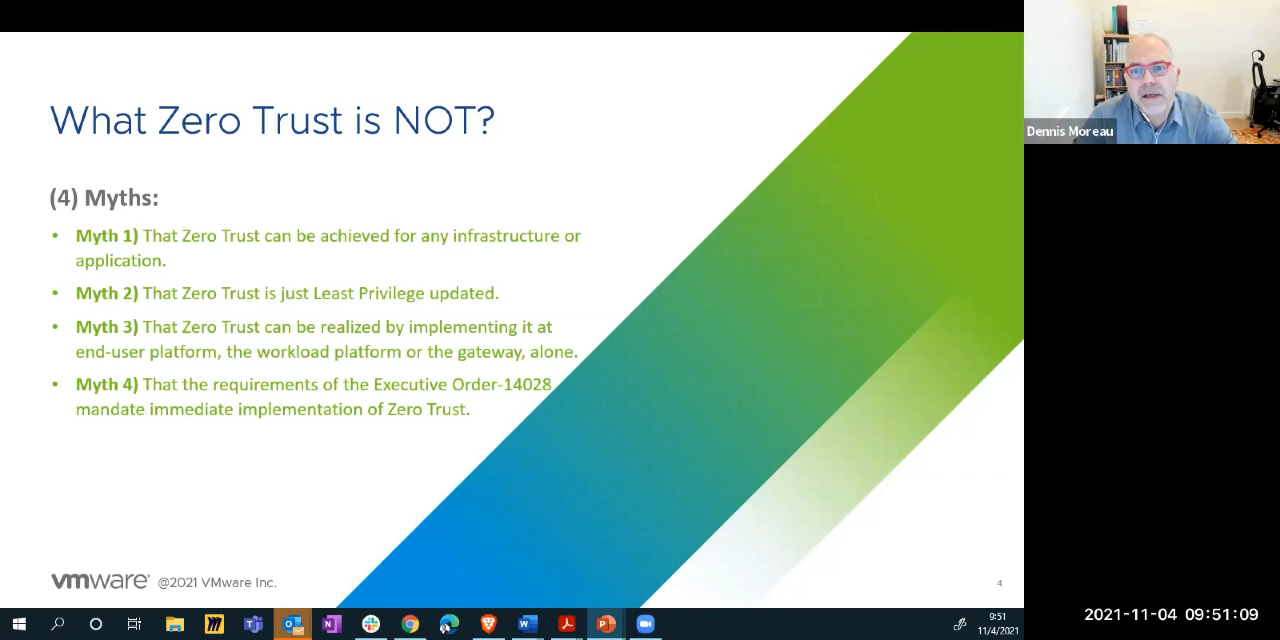 What Zero Trust is NOT?
(4) Myths:
• Myth 1) That Zero Trust can be achieved for any infrastructure or
application.
• Myth 2) That Zero Trust is just Least Privilege updated.
• Myth 3) That Zero Trust can be realized by implementing it at
end-user platform, the workload platform or the gateway, alone.
• Myth 4) That the requirements of the Executive Order-14028
mandate immediate implementation of Zero Trust.
vmware® @2021 VMware Inc.
4
Dennis Moreau
9:51
11/4/2021
2021-11-04 09:51:09